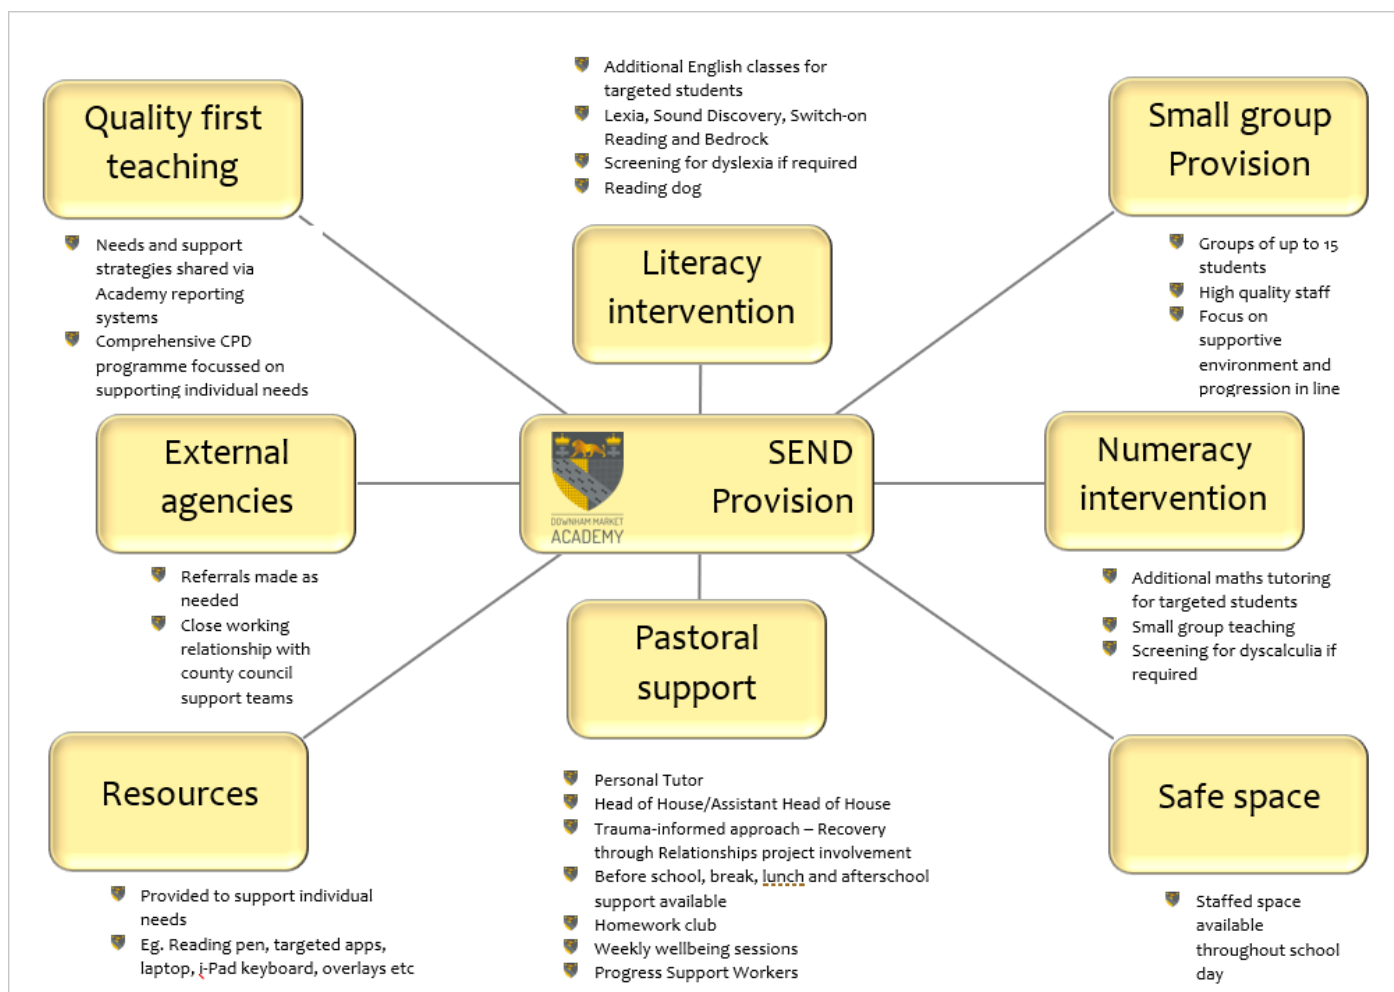 Quality first
teaching
Needs and support
strategies shared via
Academy reporting
systems
Comprehensive CPD
programme focussed on
supporting individual needs
Additional English classes for
targeted students
Lexia, Sound Discovery, Switch-on
Reading and Bedrock
Screening for dyslexia if required
Reading dog
Literacy
intervention
Small group
Provision
Groups of up to 15
students
High quality staff
Focus on
supportive
environment and
progression in line
External
agencies
Referrals made as
needed
Close working
relationship with
county council
support teams
DOWNHAM MARKET
ACADEMY
SEND
Provision
Numeracy
intervention
Additional maths tutoring
for targeted students
Small group teaching
Screening for dyscalculia if
required
Resources
Provided to support individual
needs
Eg. Reading pen, targeted apps,
laptop, i-Pad keyboard, overlays etc
Pastoral
support
Personal Tutor
Head of House/Assistant Head of House
Trauma-informed approach – Recovery
through Relationships project involvement
Before school, break, lunch and afterschool
support available
Homework club
Weekly wellbeing sessions
Progress Support Workers
Safe space
Staffed space
available
throughout school
day